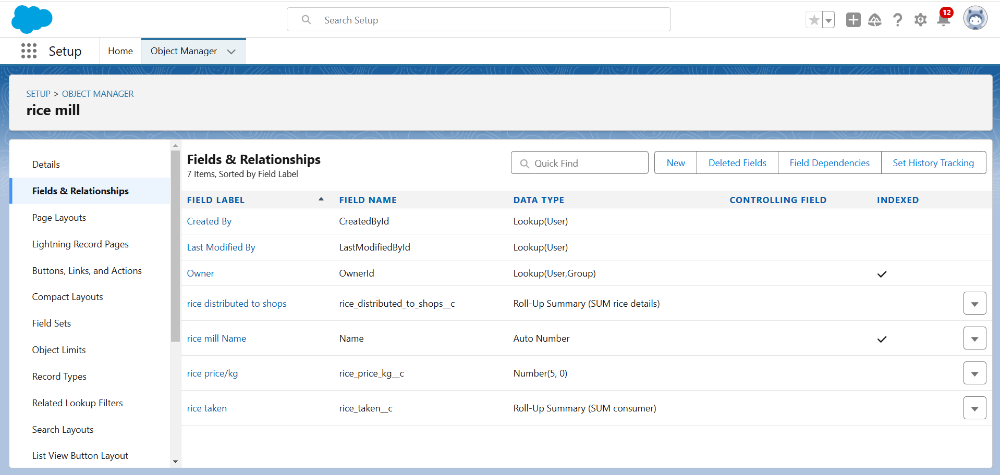 Search Setup
12
Setup
Home
Object Manager
SETUP > OBJECT MANAGER
rice mill
Details
Fields & Relationships
Page Layouts
Lightning Record Pages
Buttons, Links, and Actions
Compact Layouts
Field Sets
Object Limits
Record Types
Related Lookup Filters
Search Layouts
List View Button Layout
Fields & Relationships
7 Items, Sorted by Field Label
Quick Find
New
Deleted Fields
Field Dependencies
Set History Tracking
FIELD LABEL FIELD NAME DATA TYPE CONTROLLING FIELD INDEXED
Created By CreatedById Lookup(User)
Last Modified By LastModifiedById Lookup(User)
Owner OwnerId Lookup(User,Group)
rice distributed to shops rice_distributed_to_shops__c Roll-Up Summary (SUM rice details)
rice mill Name Name Auto Number
rice price/kg rice_price_kg__c Number(5, 0)
rice taken rice_taken__c Roll-Up Summary (SUM consumer)